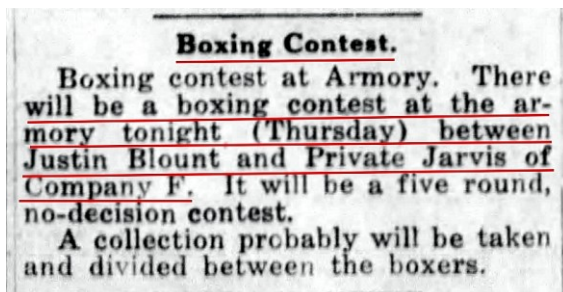 Boxing Contest.
Boxing contest at Armory. There
will be a boxing contest at the ar-
mory tonight (Thursday) between
Justin Blount and Private Jarvis of
Company F. It will be a five round,
no-decision contest.
A collection probably will be taken
and divided between the boxers.